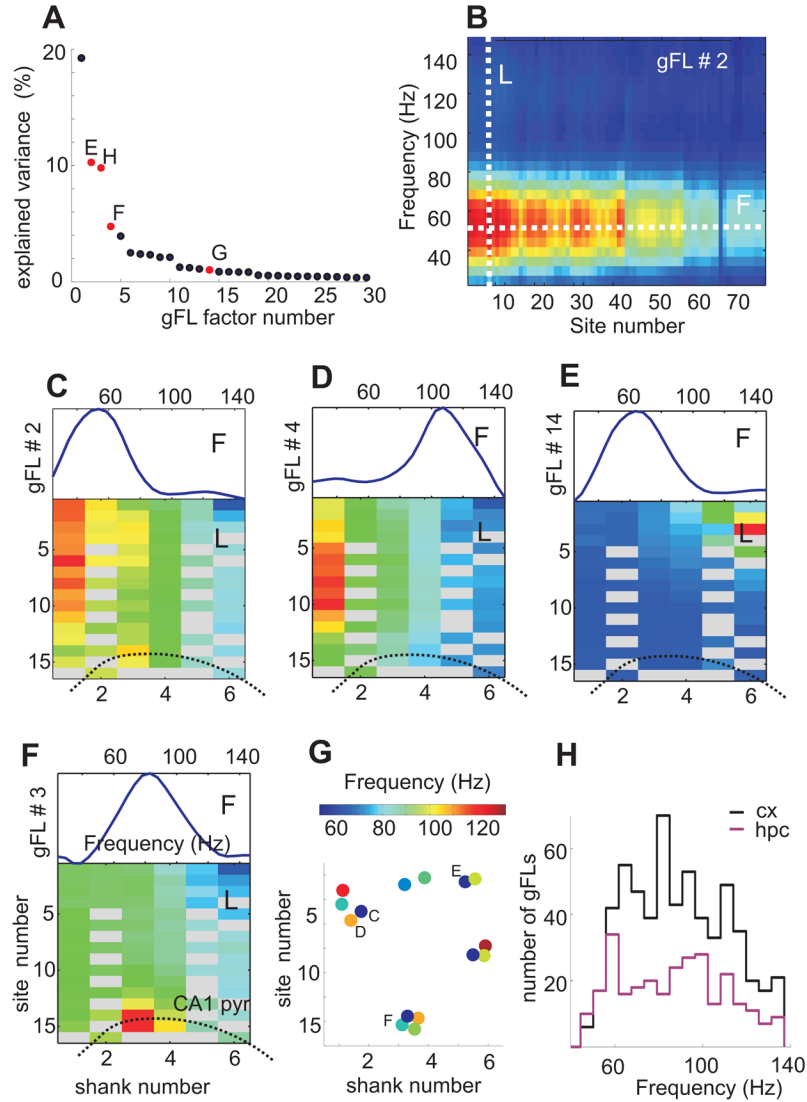 A
20
10
0
explained variance (%)
E
H
F
G
0 5 10 15 20 25 30
gFL factor number
B
140
120
100
80
60
40
Frequency (Hz)
gFL # 2
L
F
10 20 30 40 50 60 70
Site number
C
60 100 140
gFL # 2
F
L
5
10
15
2 4 6
D
60 100 140
gFL # 4
F
L
5
10
15
2 4 6
E
60 100 140
gFL # 14
F
L
5
10
15
2 4 6
F
60 80 100 140
gFL # 3
F
Frequency (Hz)
L
site number
5
10
15
CA1 pyr
2 4 6
shank number
G
Frequency (Hz)
60 80 100 120
site number
5
10
15
E
C
D
F
2 4 6
shank number
H
number of gFLs
60
40
20
cx
hpc
60 100 140
Frequency (Hz)